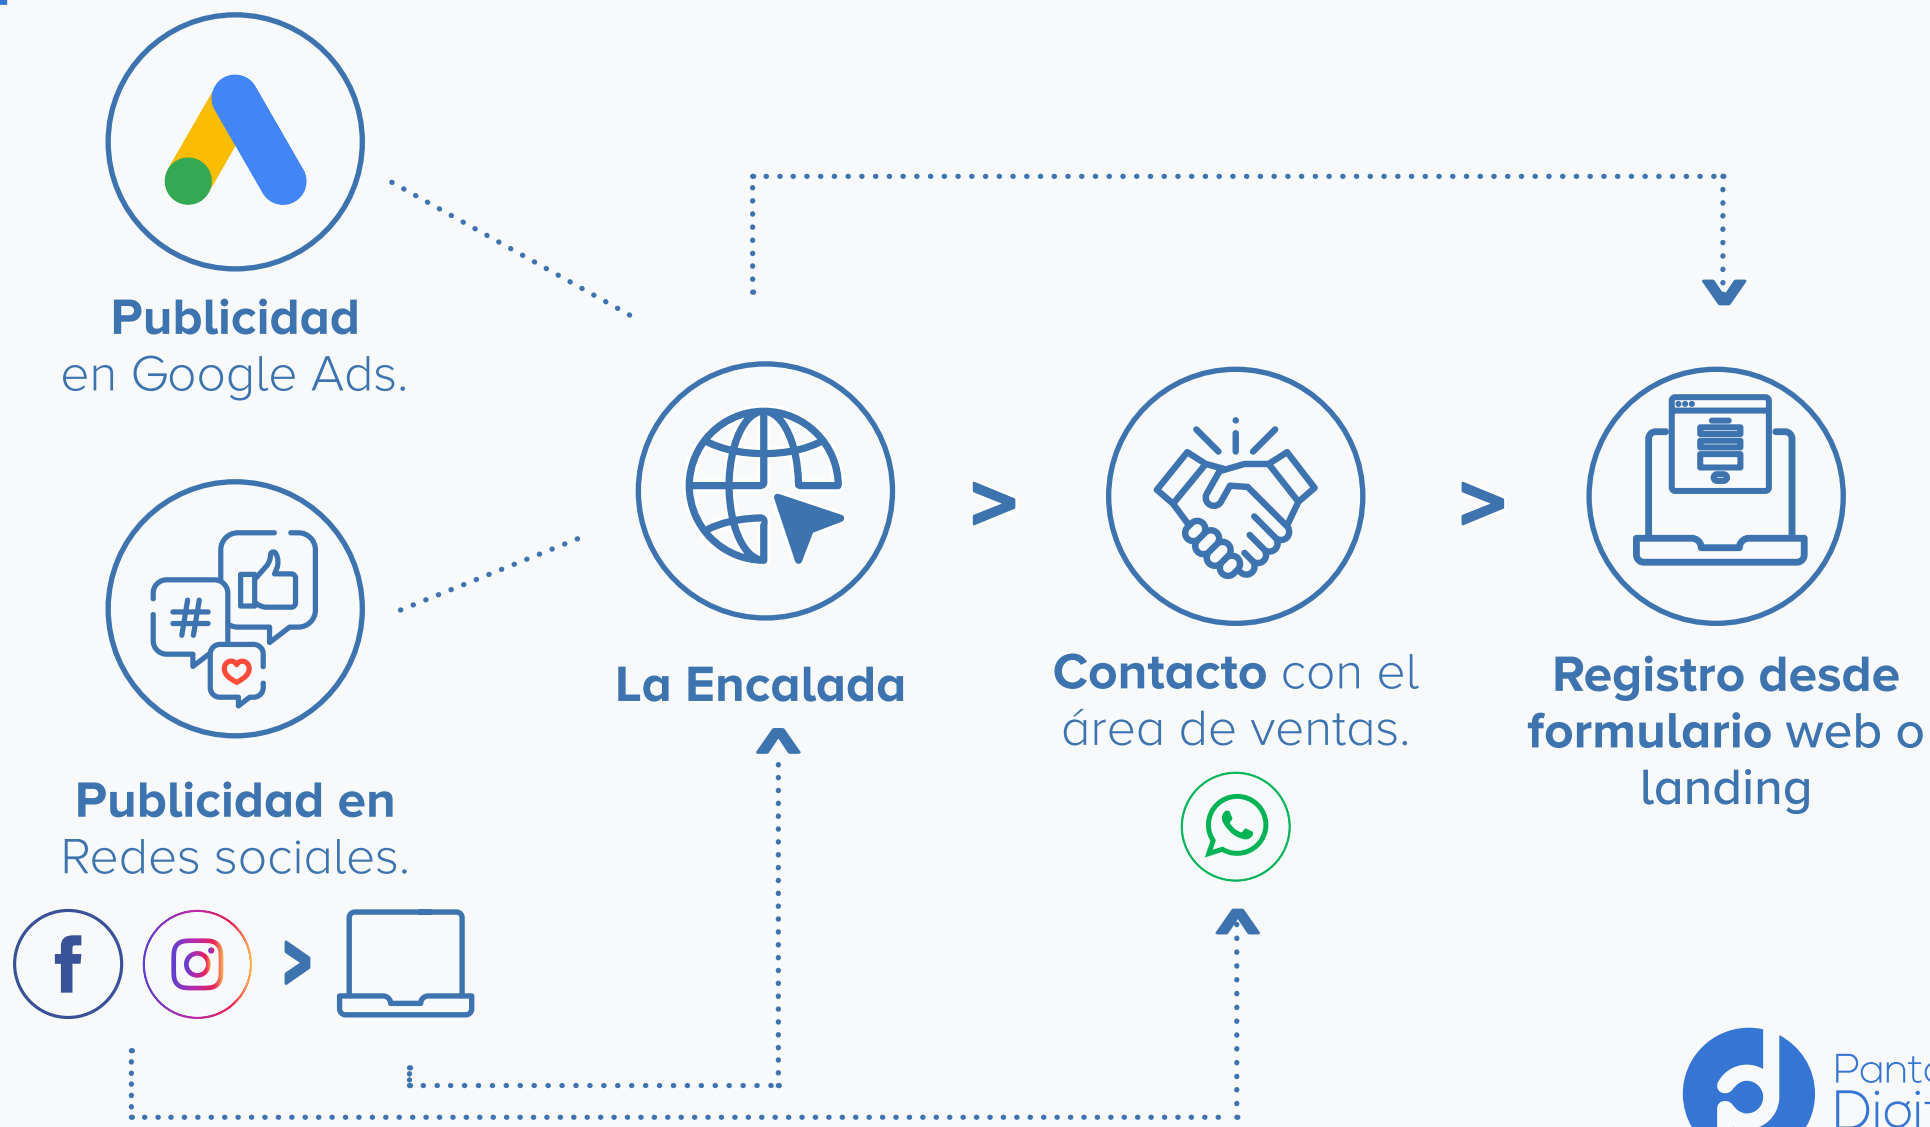 Publicidad
en Google Ads.
#
Publicidad en
Redes sociales.
La Encalada
Contacto con el
área de ventas.
Registro desde
formulario web o
landing